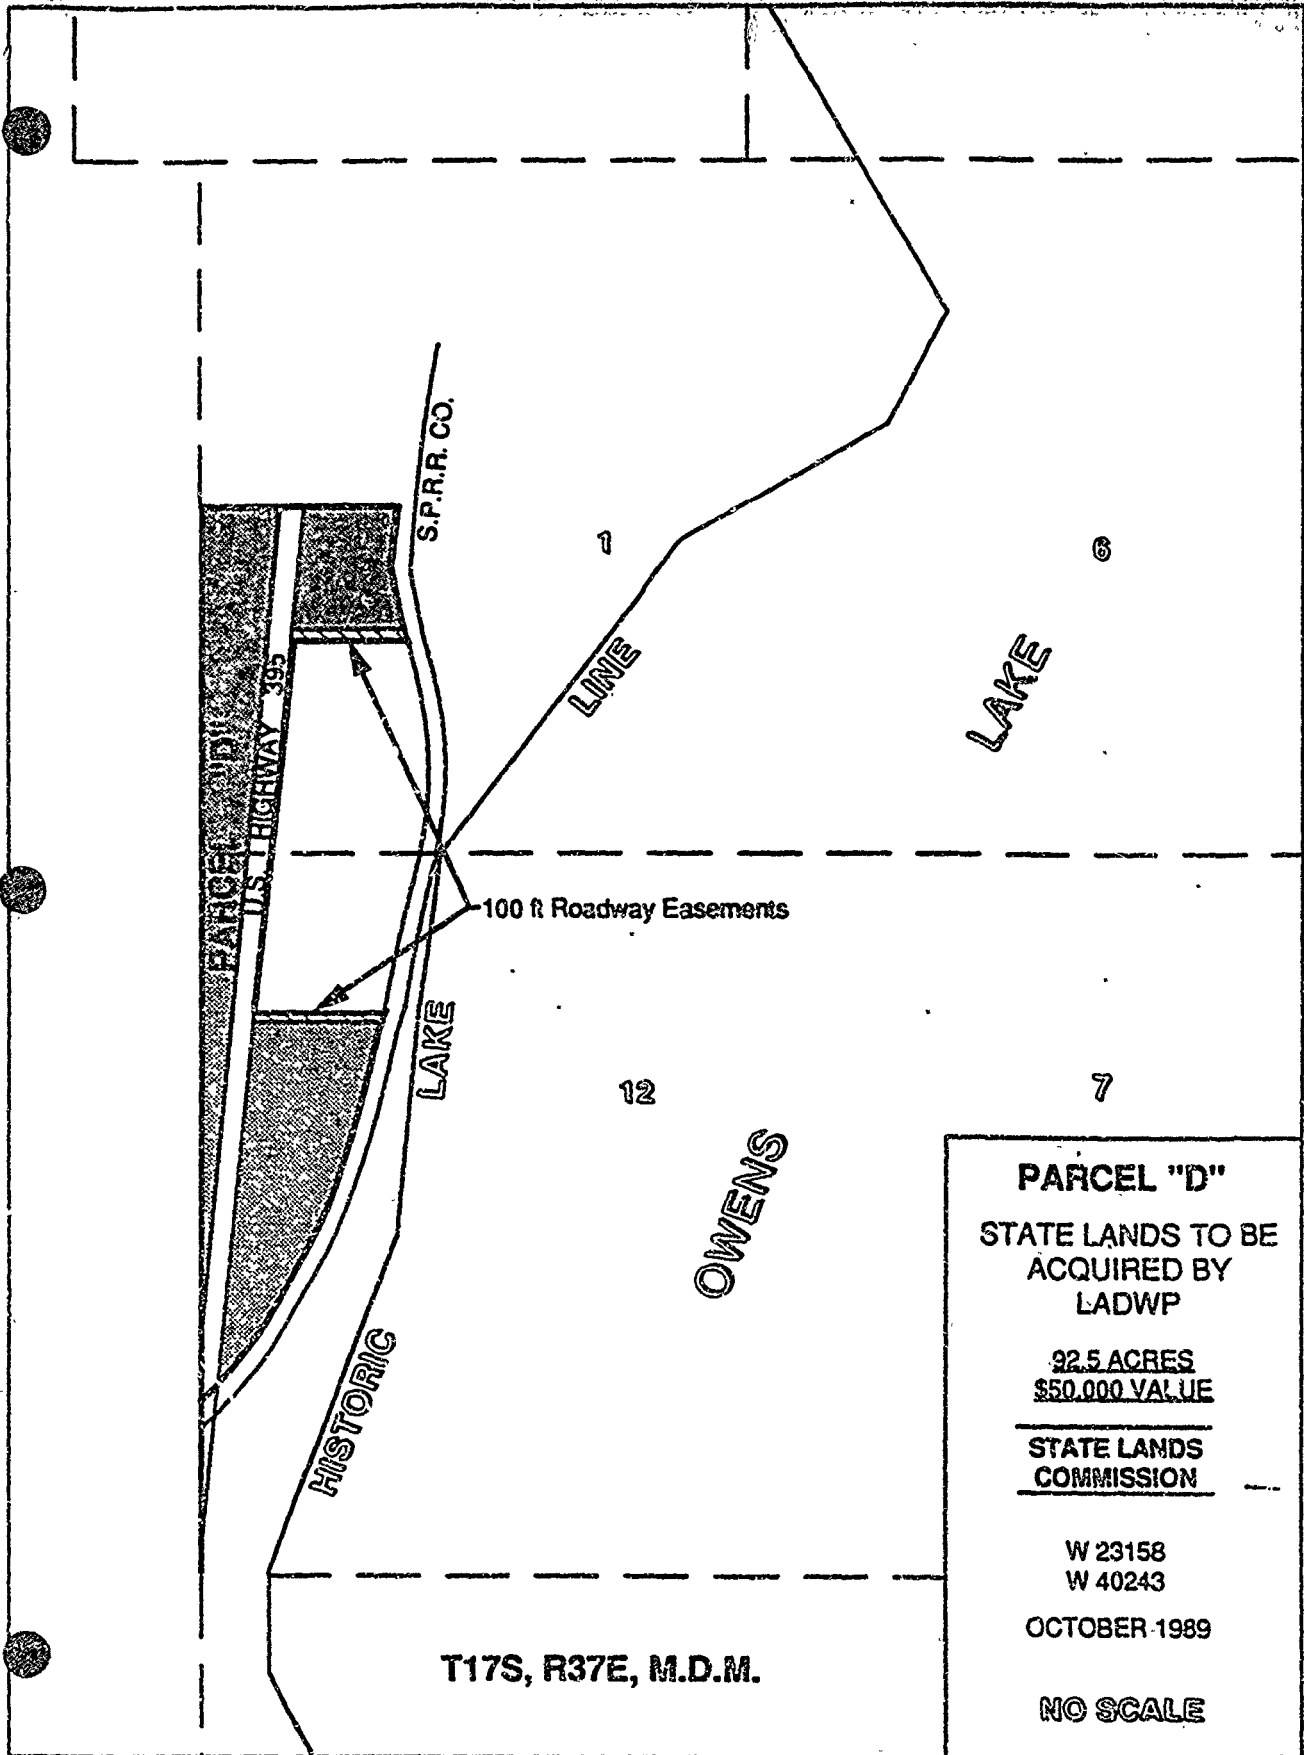 S.P.R.R. CO.
1
6
LINE
LAKE
U.S. HIGHWAY 395
PARCEL "D"
100 ft Roadway Easements
LAKE
12
7
OWENS
HISTORIC
T17S, R37E, M.D.M.
PARCEL "D"
STATE LANDS TO BE
ACQUIRED BY
LADWP
92.5 ACRES
$50,000 VALUE
STATE LANDS
COMMISSION
W 23158
W 40243
OCTOBER 1989
NO SCALE